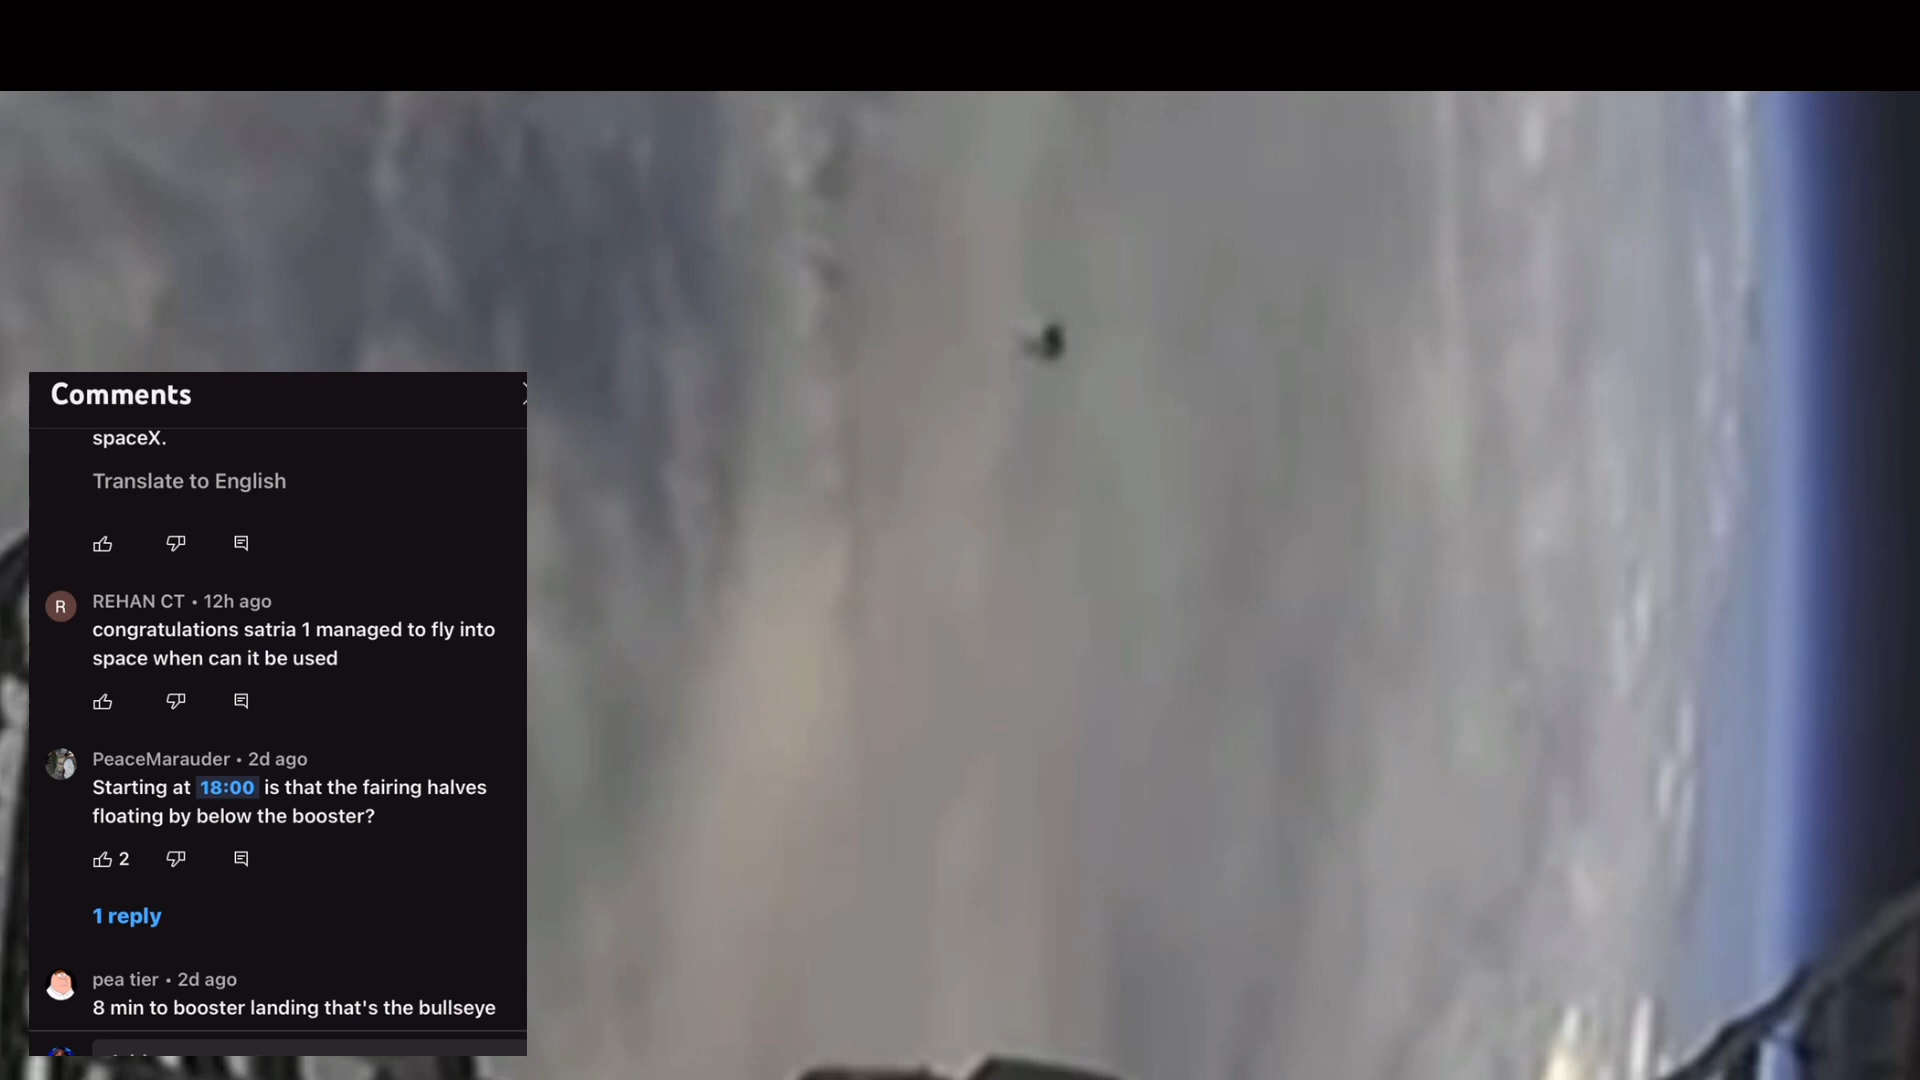 Comments
spaceX.
Translate to English
R
REHAN CT • 12h ago
congratulations satria 1 managed to fly into
space when can it be used
PeaceMarauder • 2d ago
Starting at 18:00 is that the fairing halves
floating by below the booster?
2
1 reply
pea tier • 2d ago
8 min to booster landing that's the bullseye